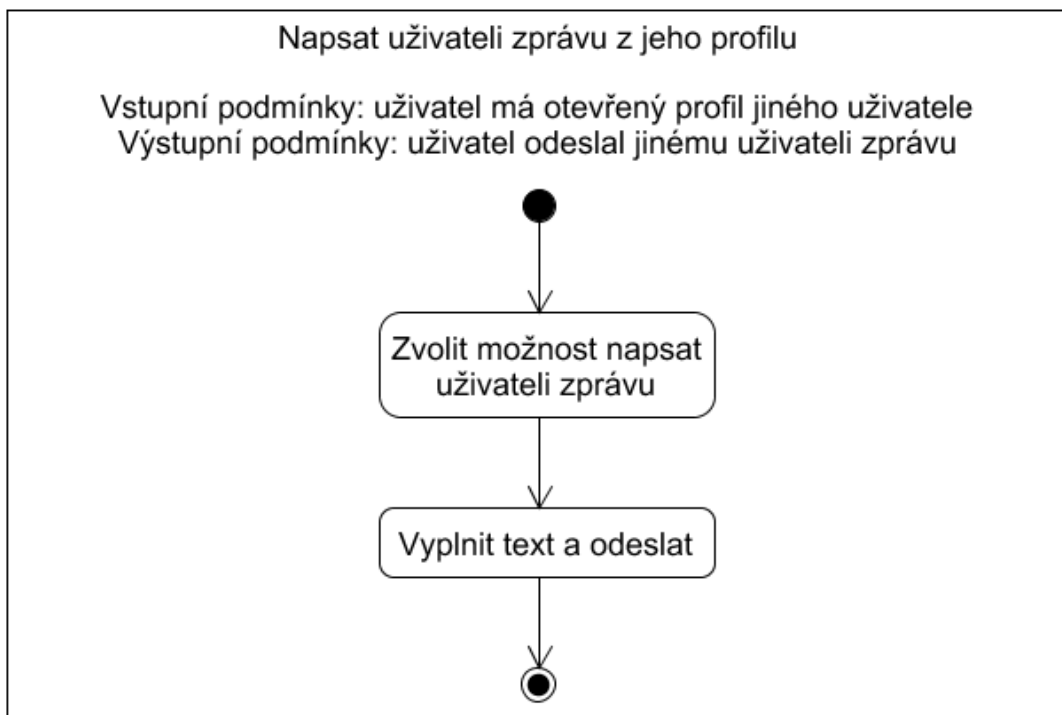 Napsat uživateli zprávu z jeho profilu
Vstupní podmínky: uživatel má otevřený profil jiného uživatele
Výstupní podmínky: uživatel odeslal jinému uživateli zprávu
Zvolit možnost napsat
uživateli zprávu
Vyplnit text a odeslat